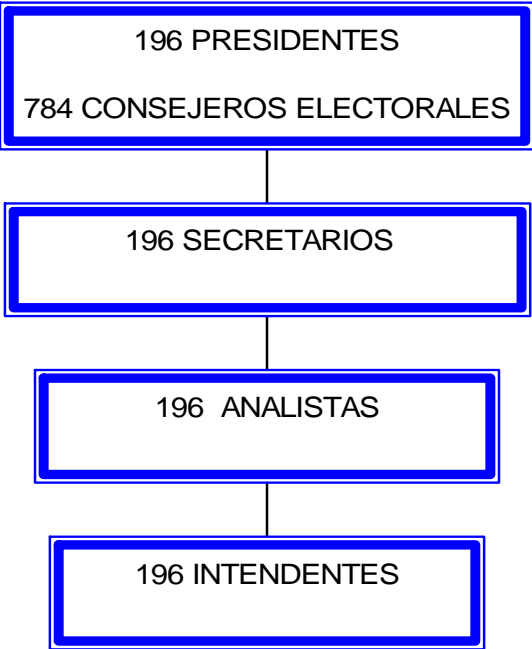 196 PRESIDENTES
784 CONSEJEROS ELECTORALES
196 SECRETARIOS
196 ANALISTAS
196 INTENDENTES